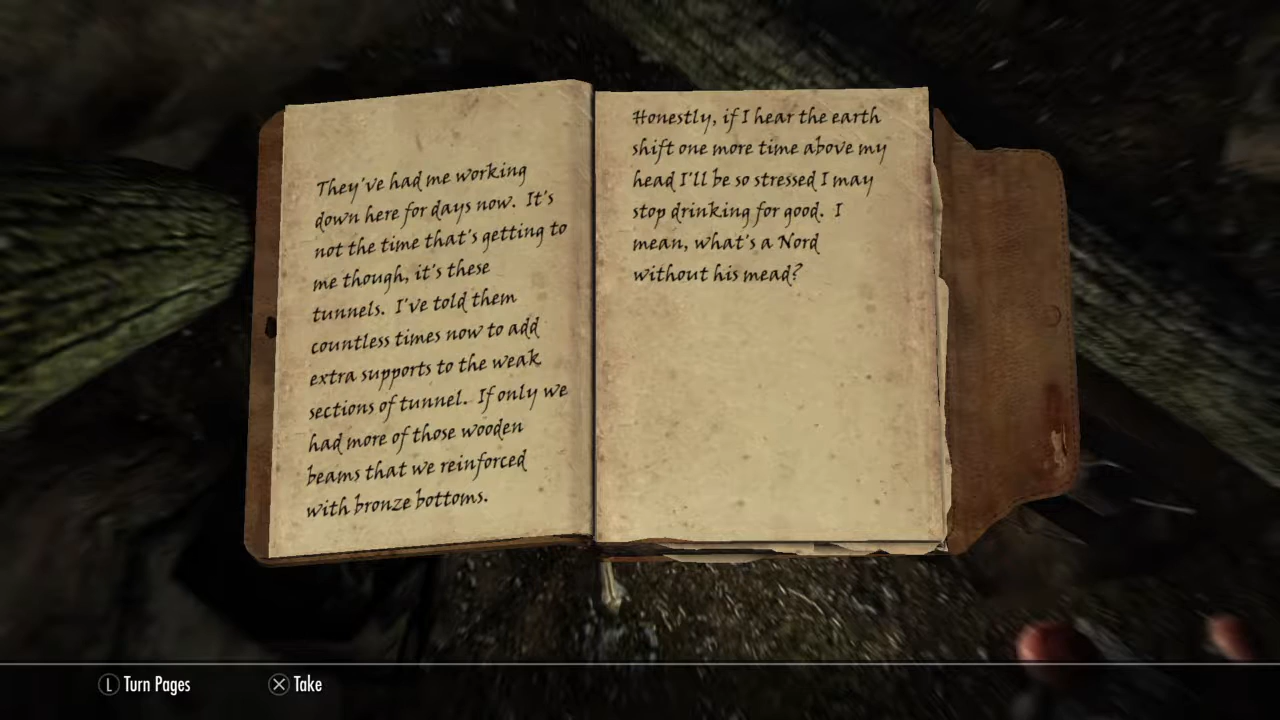 They've had me working
down here for days now. It's
not the time that's getting to
me though, it's these
tunnels. I've told them
countless times now to add
extra supports to the weak
sections of tunnel. If only we
had more of those wooden
beams that we reinforced
with bronze bottoms.
Honestly, if I hear the earth
shift one more time above my
head I'll be so stressed I may
stop drinking for good. I
mean, what's a Nord
without his mead?
L Turn Pages
X Take